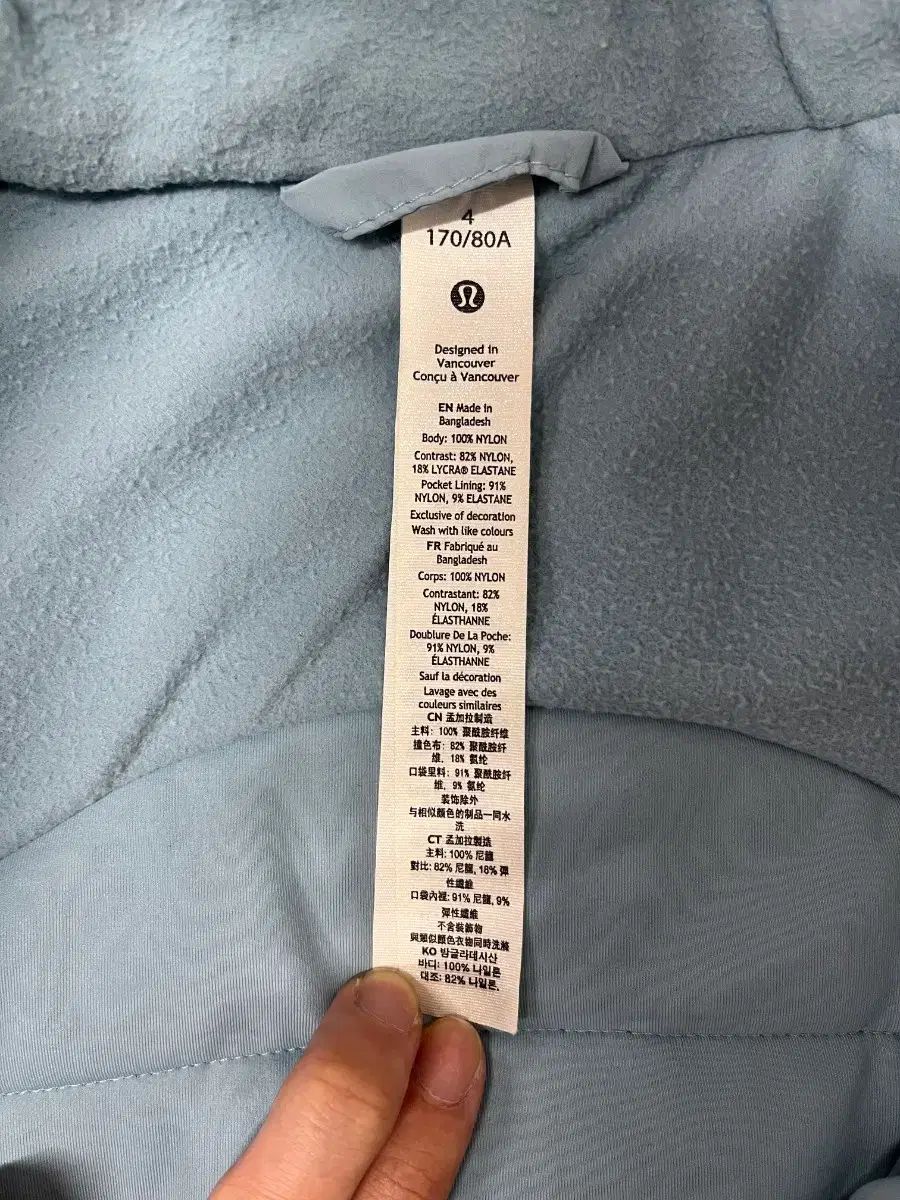 4
170/80A
Designed in
Vancouver
Conçu à Vancouver
EN Made in
Bangladesh
Body: 100% NYLON
Contrast: 82% NYLON,
18% LYCRA® ELASTANE
Pocket Lining: 91%
NYLON, 9% ELASTANE
Exclusive of decoration
Wash with like colours
FR Fabriqué au
Bangladesh
Corps: 100% NYLON
Contrastant: 82%
NYLON, 18%
ÉLASTHANNE
Doublure De La Poche:
91% NYLON, 9%
ÉLASTHANNE
Sauf la décoration
Lavage avec des
couleurs similaires
CN 孟加拉制造
主料: 100% 聚酰胺纤维
撞色布: 82% 聚酰胺纤
维, 18% 氨纶
口袋里料: 91% 聚酰胺纤
维, 9% 氨纶
装饰除外
与相似颜色的制品一同水
洗
CT 孟加拉製造
主料: 100% 尼龍
對比: 82% 尼龍, 18% 彈
性纖維
口袋內裡: 91% 尼龍, 9%
彈性纖維
不含裝飾物
與類似顏色衣物同時洗滌
KO 방글라데시산
바디: 100% 나일론
대조: 82% 나일론,